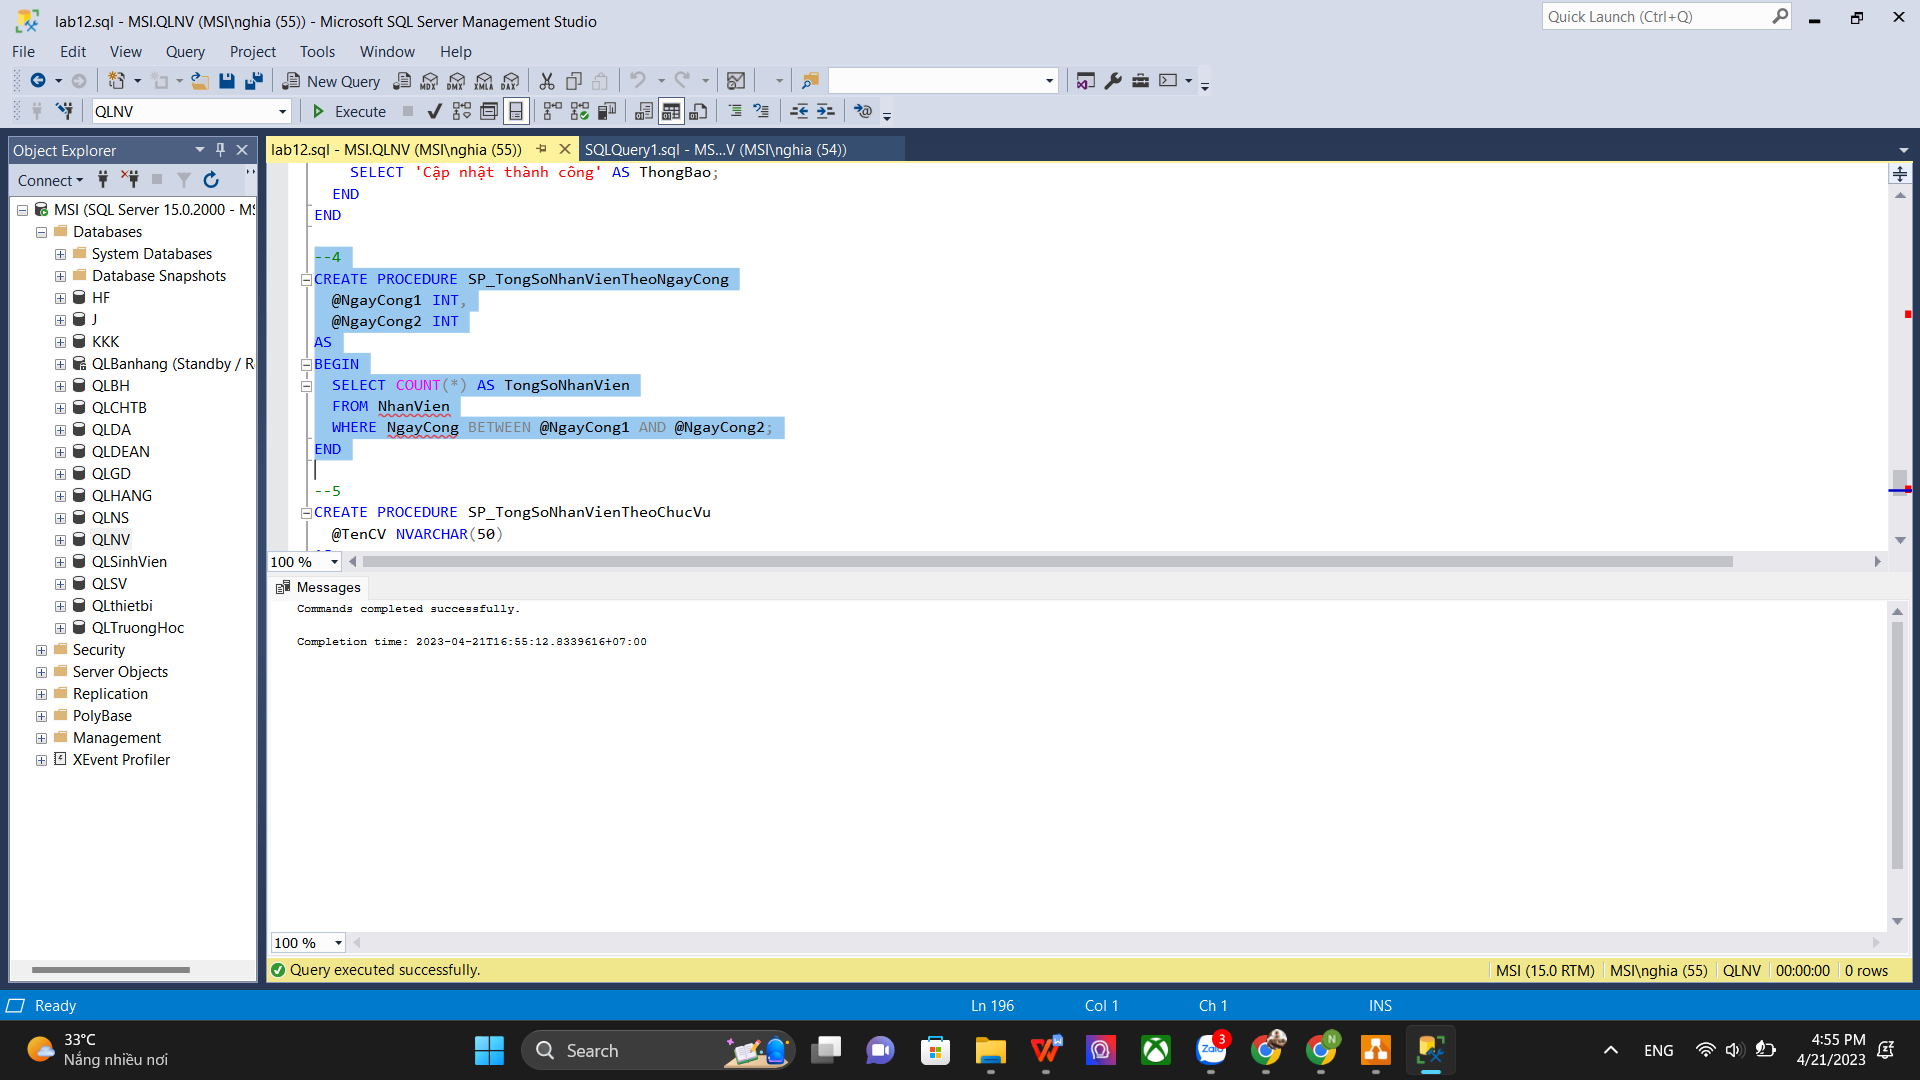 lab12.sql - MSI.QLNV (MSI\nghia (55)) - Microsoft SQL Server Management Studio
Quick Launch (Ctrl+Q)
File Edit View Query Project Tools Window Help
New Query MDX DMX XMLA DAX
QLNV Execute
Object Explorer
Connect
MSI (SQL Server 15.0.2000 - MS
Databases
System Databases
Database Snapshots
HF
J
KKK
QLBanhang (Standby / R
QLBH
QLCHTB
QLDA
QLDEAN
QLGD
QLHANG
QLNS
QLNV
QLSinhVien
QLSV
QLthietbi
QLTruongHoc
Security
Server Objects
Replication
PolyBase
Management
XEvent Profiler
lab12.sql - MSI.QLNV (MSI\nghia (55)) SQLQuery1.sql - MS...V (MSI\nghia (54))
SELECT 'Cập nhật thành công' AS ThongBao;
END
END
--4
CREATE PROCEDURE SP_TongSoNhanVienTheoNgayCong
@NgayCong1 INT,
@NgayCong2 INT
AS
BEGIN
SELECT COUNT(*) AS TongSoNhanVien
FROM NhanVien
WHERE NgayCong BETWEEN @NgayCong1 AND @NgayCong2;
END
--5
CREATE PROCEDURE SP_TongSoNhanVienTheoChucVu
@TenCV NVARCHAR(50)
100 %
Messages
Commands completed successfully.
Completion time: 2023-04-21T16:55:12.8339616+07:00
100 %
Query executed successfully. MSI (15.0 RTM) MSI\nghia (55) QLNV 00:00:00 0 rows
Ready Ln 196 Col 1 Ch 1 INS
33°C
Nắng nhiều nơi
Search
Zalo
3
N
ENG
4:55 PM
4/21/2023